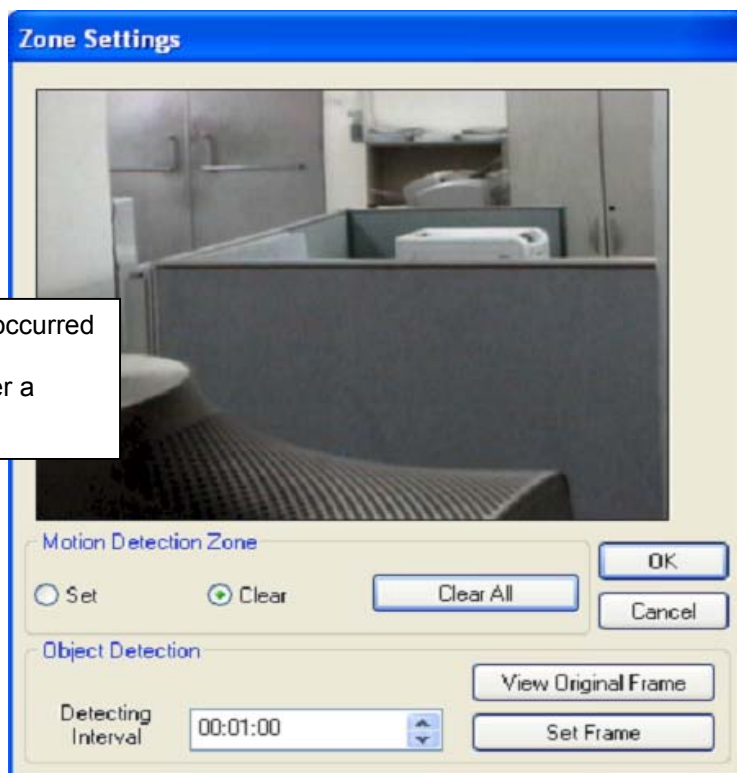 Zone Settings
occurred
er a
Motion Detection Zone
Set
Clear
Clear All
OK
Cancel
Object Detection
View Original Frame
Detecting
Interval
00:01:00
Set Frame